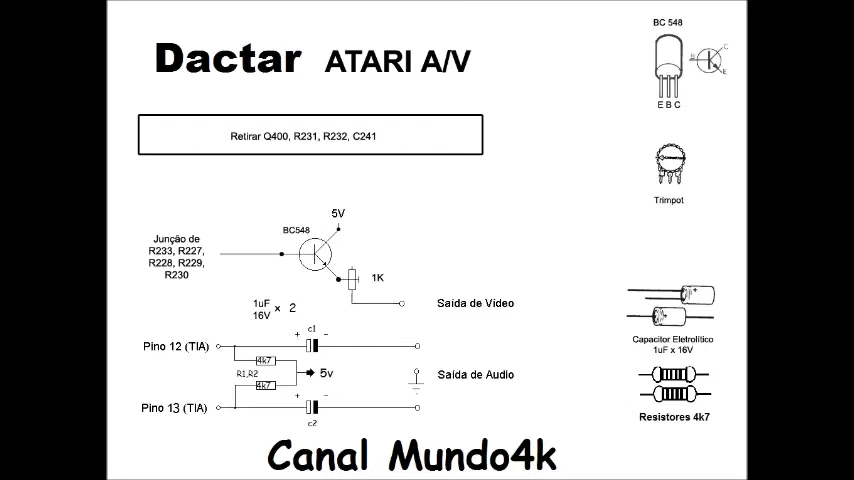 Dactar ATARI A/V
BC 548
B
C
E
E B C
Retirar Q400, R231, R232, C241
Trimpot
5V
BC548
Junção de
R233, R227,
R228, R229,
R230
1K
1uF
16V
x 2
Saída de Vídeo
+ c1 -
Pino 12 (TIA)
4k7
R1,R2
5v
4k7
Saída de Audio
+ -
Pino 13 (TIA)
c2
+
+
Capacitor Eletrolítico
1uF x 16V
Resistores 4k7
Canal Mundo4k